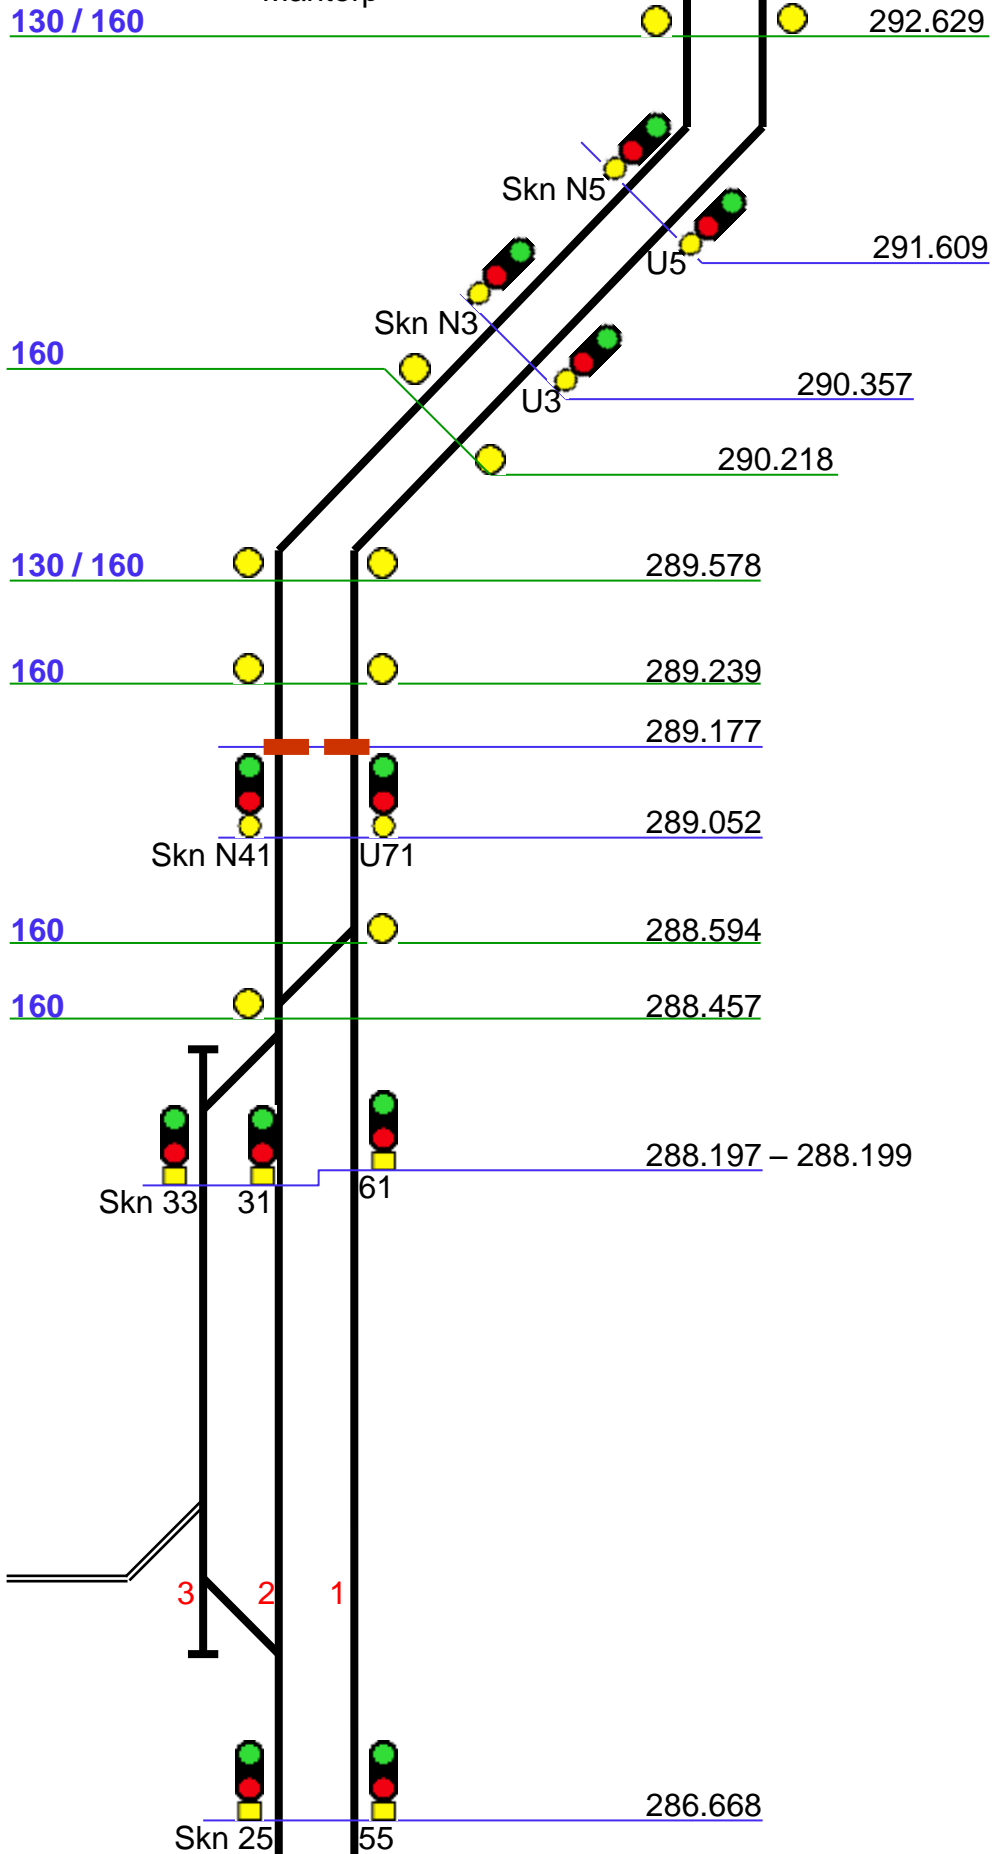 130 / 160 292.629
Skn N5
U5 291.609
Skn N3
160
U3 290.357
290.218
130 / 160 289.578
160 289.239
289.177
289.052
Skn N41 U71
160 288.594
160 288.457
288.197 – 288.199
Skn 33 31 61
3 2 1
286.668
Skn 25 55